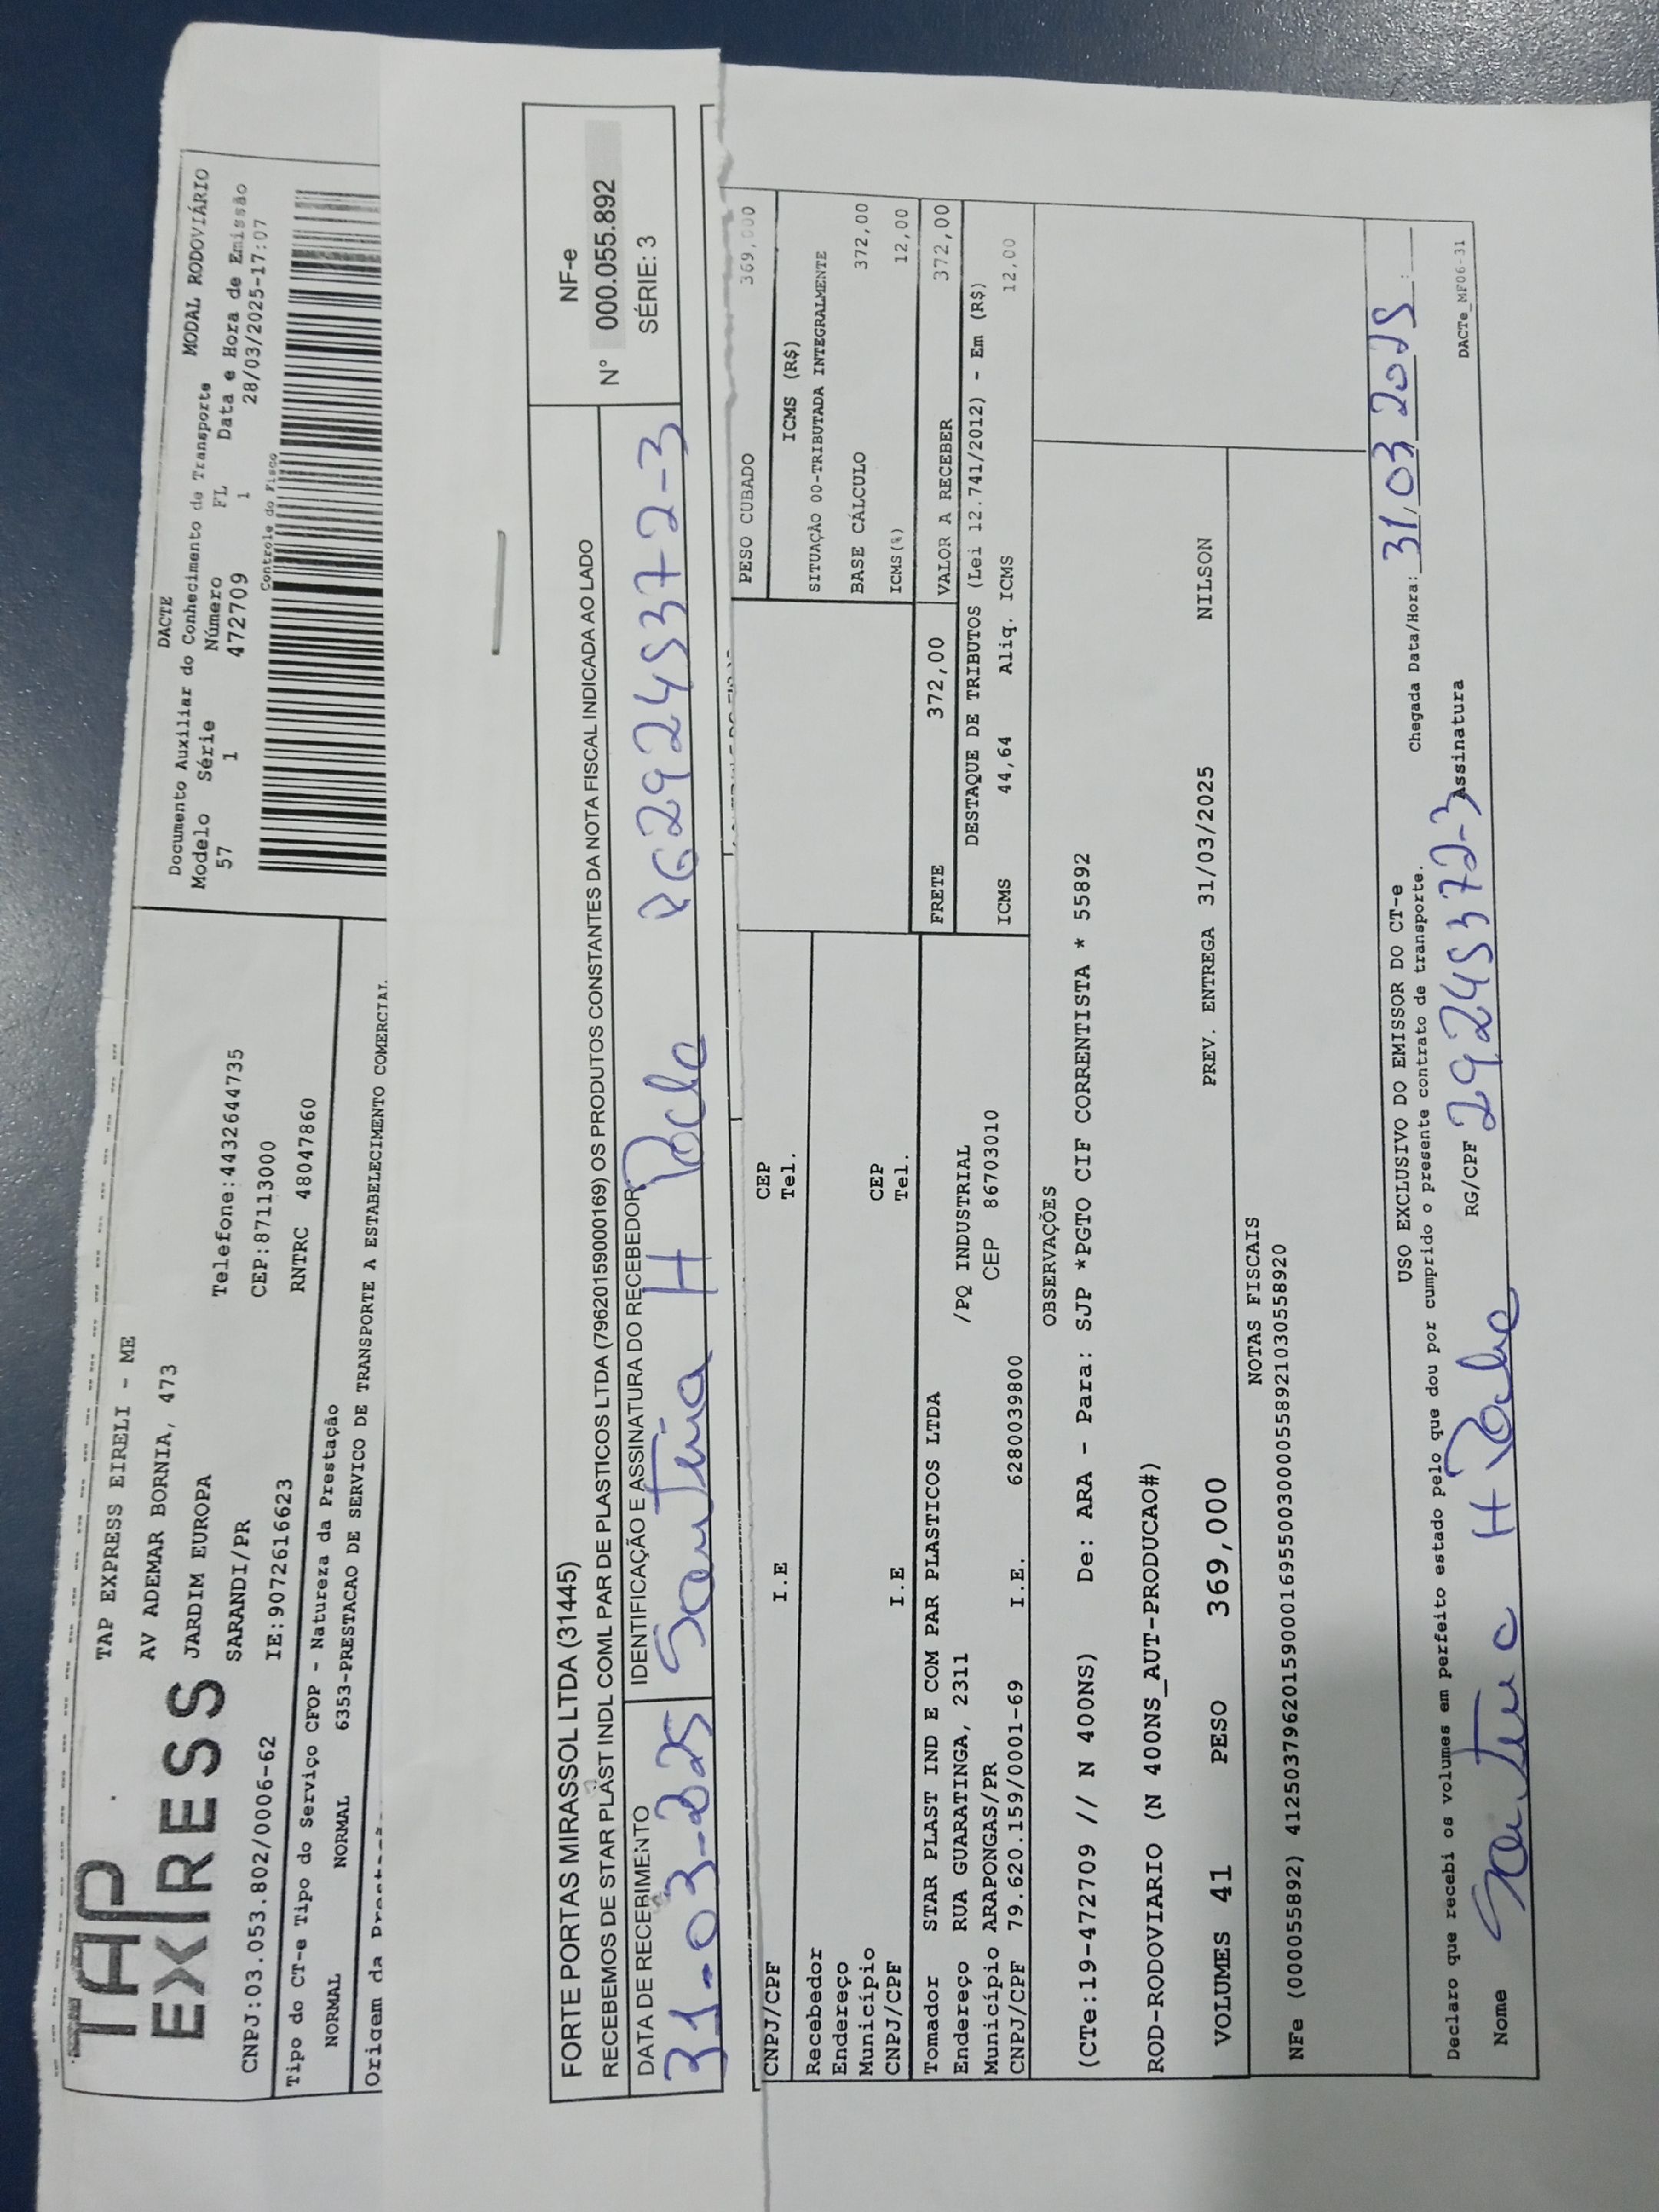 TAP EXPRESS
TAP EXPRESS EIRELI - ME
AV ADEMAR BORNIA, 473
JARDIM EUROPA
SARANDI/PR
Telefone:4432644735
CEP:87113000
CNPJ:03.053.802/0006-62 IE:9072616623 RNTRC 48047860
DACTE MODAL RODOVIÁRIO
Documento Auxiliar do Conhecimento de Transporte
Modelo Série Número FL Data e Hora de Emissão
57 1 472709 1 28/03/2025-17:07
Controle do Fisco
Tipo do CT-e Tipo do Serviço CFOP - Natureza da Prestação
NORMAL NORMAL 6353-PRESTACAO DE SERVICO DE TRANSPORTE A ESTABELECIMENTO COMERCIAL
Origem da
FORTE PORTAS MIRASSOL LTDA (31445)
RECEBEMOS DE STAR PLAST INDL COML PAR DE PLASTICOS LTDA (79620159000169) OS PRODUTOS CONSTANTES DA NOTA FISCAL INDICADA AO LADO
DATA DE RECERIMENTO IDENTIFICAÇÃO E ASSINATURA DO RECEBEDOR
31-03-2025 H RG 29245372-3
NF-e
N° 000.055.892
SÉRIE: 3
CEP
CNPJ/CPF I.E Tel.
Recebedor
Endereço
Município CEP
CNPJ/CPF I.E Tel.
PESO CUBADO 369,000
ICMS (R$)
SITUAÇÃO 00-TRIBUTADA INTEGRALMENTE
BASE CÁLCULO 372,00
ICMS(%) 12,00
Tomador STAR PLAST IND E COM PAR PLASTICOS LTDA
Endereço RUA GUARATINGA, 2311 /PQ INDUSTRIAL
Município ARAPONGAS/PR CEP 86703010
CNPJ/CPF 79.620.159/0001-69 I.E. 6280039800
FRETE 372,00 VALOR A RECEBER 372,00
DESTAQUE DE TRIBUTOS (Lei 12.741/2012) - Em (R$)
ICMS 44,64 Aliq. ICMS 12,00
OBSERVAÇÕES
(CTe:19-472709 // N 400NS) De: ARA - Para: SJP *PGTO CIF CORRENTISTA * 55892
ROD-RODOVIARIO (N 400NS_AUT-PRODUCAO#)
VOLUMES 41 PESO 369,000 PREV. ENTREGA 31/03/2025 NILSON
NOTAS FISCAIS
NFe (000055892) 41250379620159000169550030000558921030558920
USO EXCLUSIVO DO EMISSOR DO CT-e
Declaro que recebi os volumes em perfeito estado pelo que dou por cumprido o presente contrato de transporte.
Chegada Data/Hora: 31/03/2025 :
Nome H RG/CPF 29245372-3 Assinatura
DACTe_MF06-31